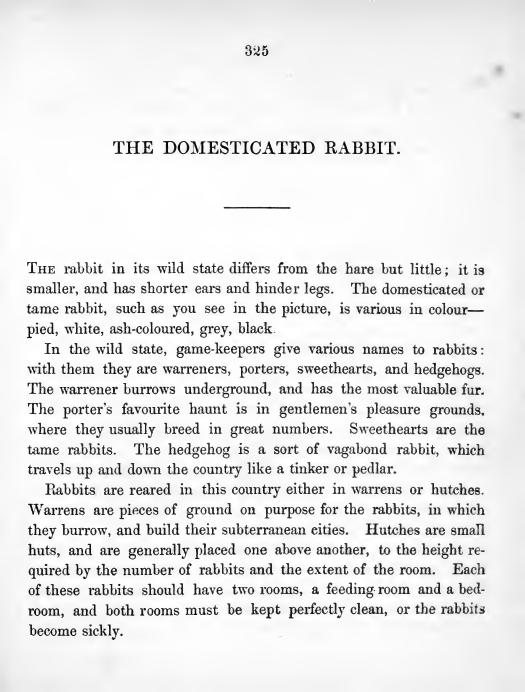 325
THE DOMESTICATED RABBIT.
THE rabbit in its wild state differs from the hare but little; it is
smaller, and has shorter ears and hinder legs. The domesticated or
tame rabbit, such as you see in the picture, is various in colour—
pied, white, ash-coloured, grey, black.
In the wild state, game-keepers give various names to rabbits:
with them they are warreners, porters, sweethearts, and hedgehogs.
The warrener burrows underground, and has the most valuable fur.
The porter's favourite haunt is in gentlemen's pleasure grounds,
where they usually breed in great numbers. Sweethearts are the
tame rabbits. The hedgehog is a sort of vagabond rabbit, which
travels up and down the country like a tinker or pedlar.
Rabbits are reared in this country either in warrens or hutches.
Warrens are pieces of ground on purpose for the rabbits, in which
they burrow, and build their subterranean cities. Hutches are small
huts, and are generally placed one above another, to the height re-
quired by the number of rabbits and the extent of the room. Each
of these rabbits should have two rooms, a feeding-room and a bed-
room, and both rooms must be kept perfectly clean, or the rabbits
become sickly.